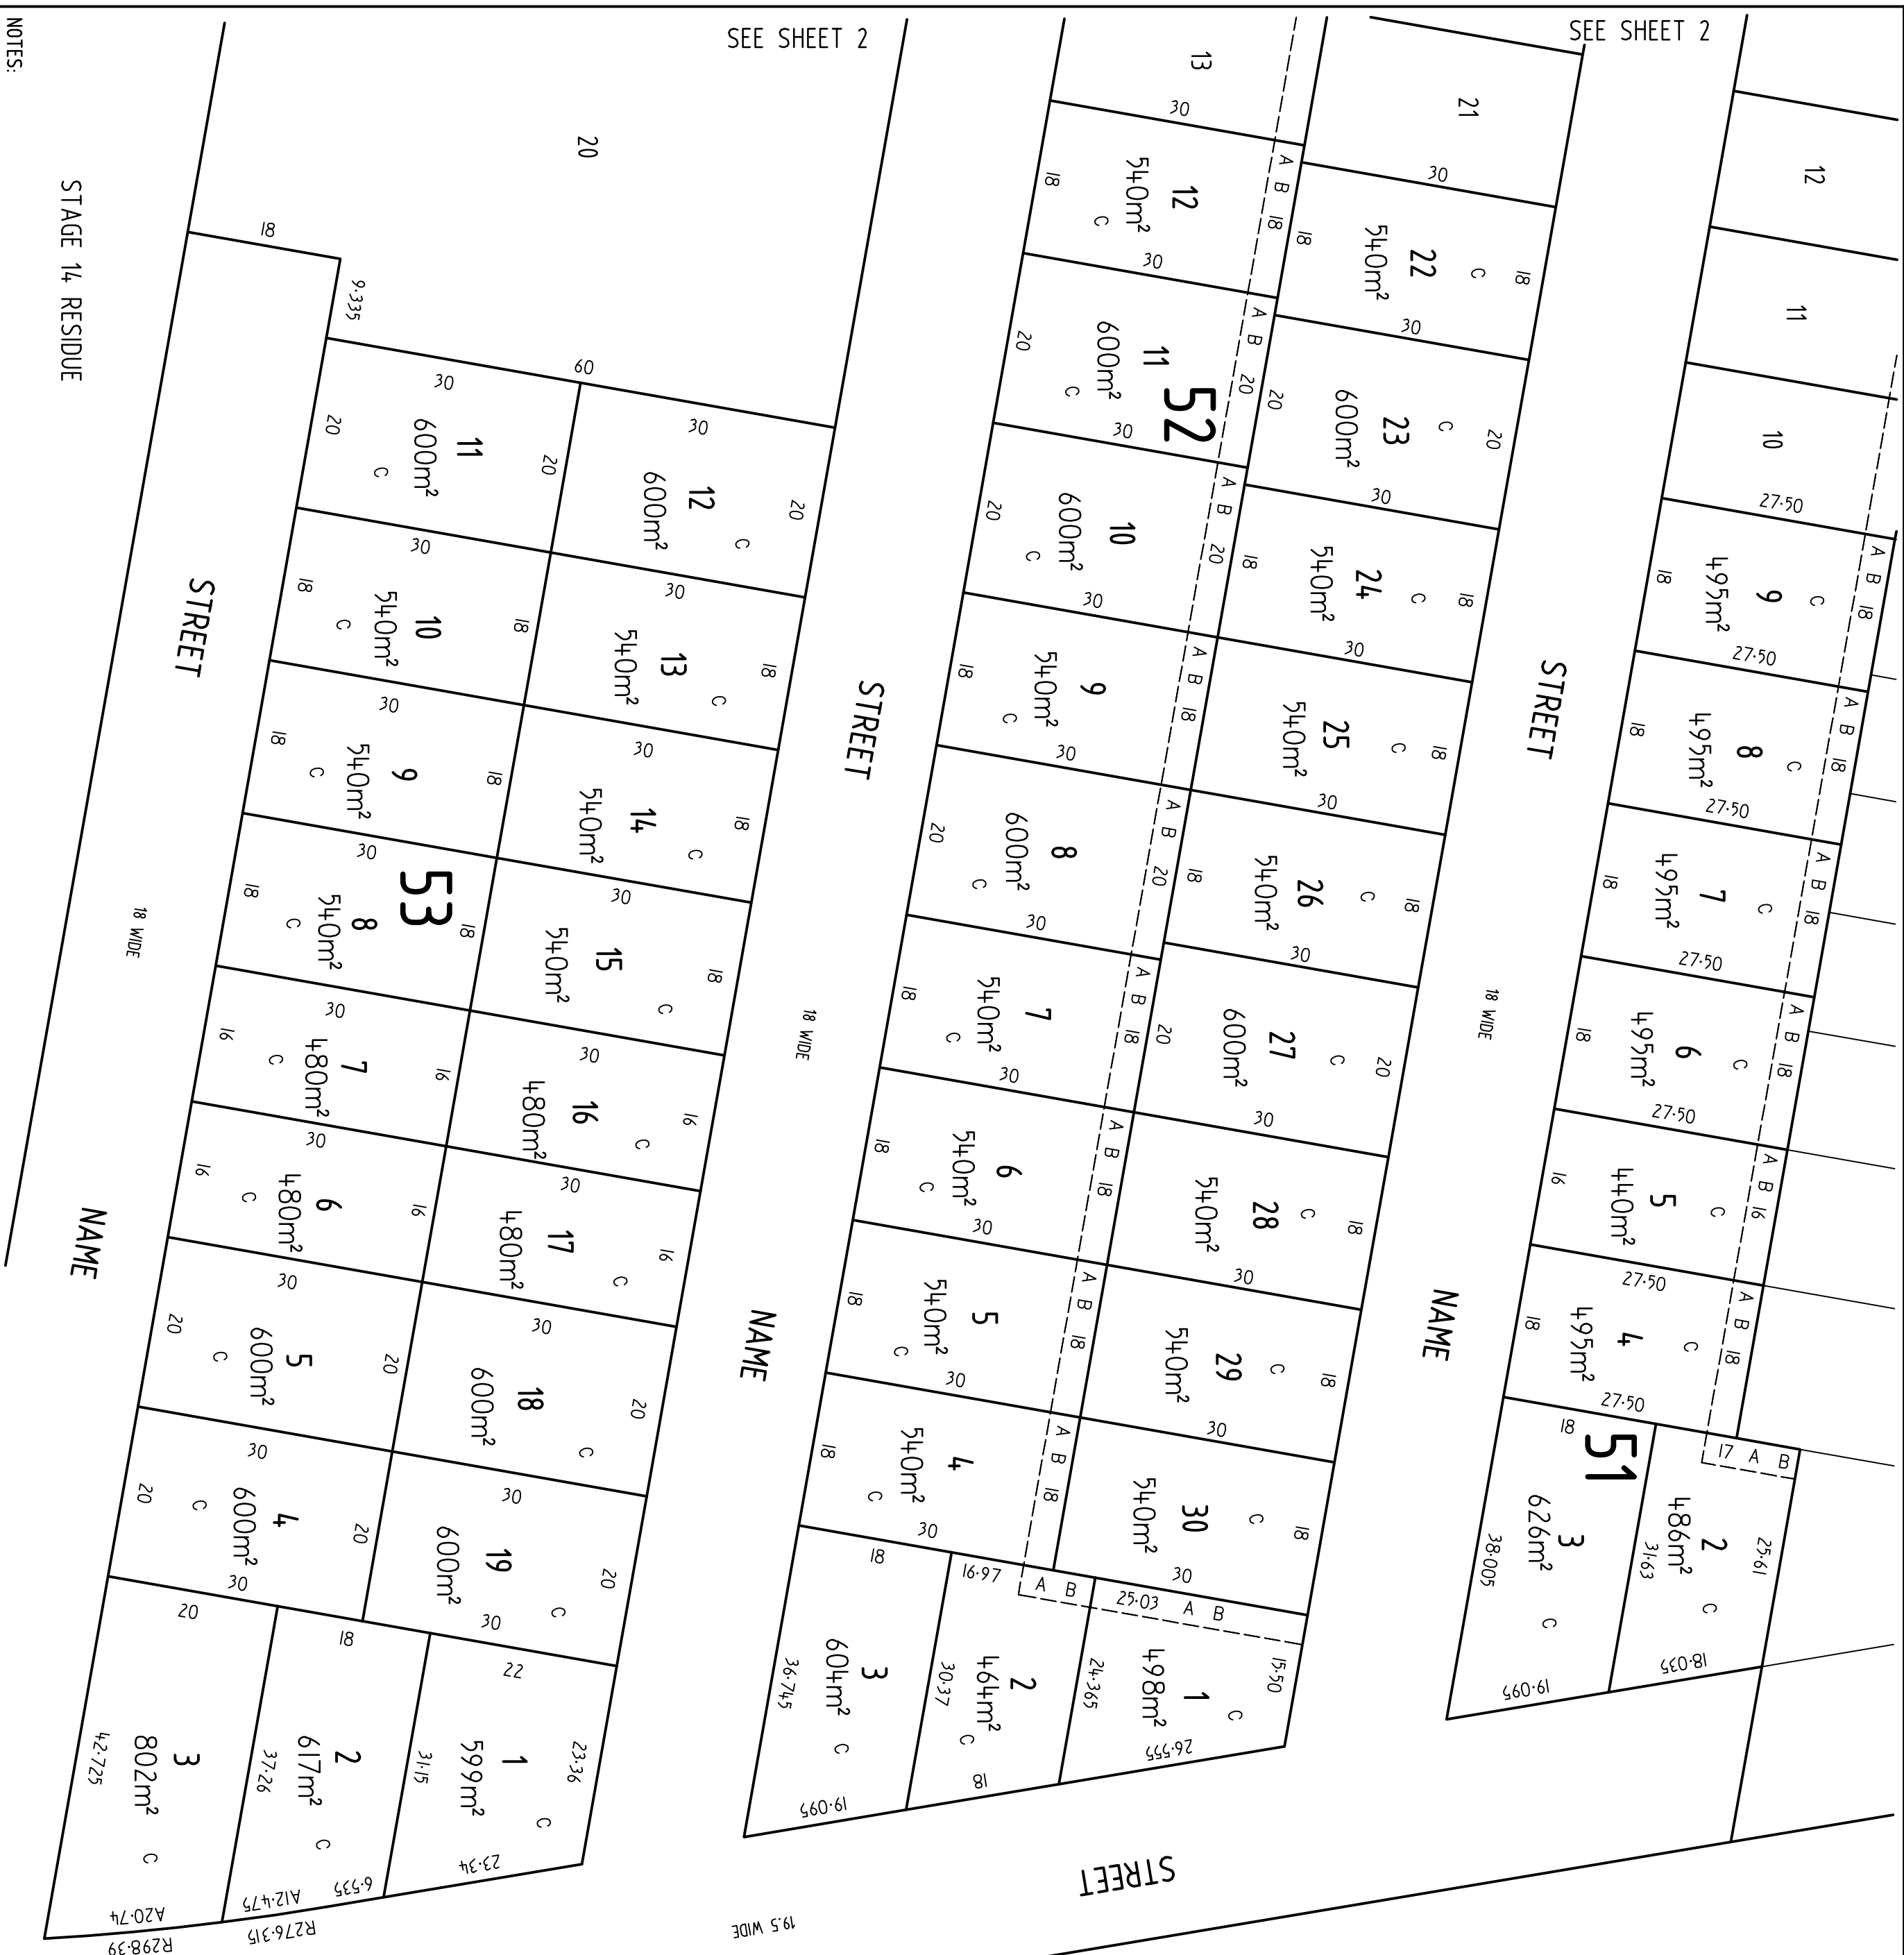 NOTES:
STAGE 14 RESIDUE
SEE SHEET 2
SEE SHEET 2
12
11
10
27·50
A B 18
C
9
495m²
18
27·50
A B 18
C
8
495m²
18
27·50
A B 18
C
7
495m²
18
27·50
A B 18
C
6
495m²
18
27·50
A B 16
C
5
440m²
16
27·50
A B 18
C
4
495m²
18
27·50
51
17 A B
25·61
2
486m²
C
31·63
18·035
18
3
626m²
C
38·005
19·095
STREET
18 WIDE
NAME
21
30
18
C
22
540m²
18
30
20
C
23
600m²
20
30
18
C
24
540m²
18
30
18
C
25
540m²
30
18
C
26
540m²
18
30
20
C
27
600m²
20
30
18
C
28
540m²
30
18
C
29
540m²
30
18
C
30
540m²
30
13
30
A B 18
12
540m²
C
18
30
A B 20
11
600m²
C
20
30
52
A B 20
10
600m²
C
20
30
A B 18
9
540m²
C
18
30
A B 20
8
600m²
C
20
30
A B 18
7
540m²
C
18
30
A B 18
6
540m²
C
18
30
A B 18
5
540m²
C
18
30
A B 18
4
540m²
C
18
30
25·03 A B
15·50
1
498m²
C
24·365
26·555
16·97
A B
2
464m²
C
30·37
18
18
3
604m²
C
36·745
19·095
STREET
18 WIDE
NAME
20
18
9·335
60
30
20
12
600m²
C
30
18
13
540m²
C
30
18
14
540m²
C
30
18
15
540m²
C
30
16
16
480m²
C
30
16
17
480m²
C
30
20
18
600m²
C
30
20
19
600m²
C
30
30
20
11
600m²
C
20
30
18
10
540m²
C
18
30
18
9
540m²
C
18
30
53
18
8
540m²
C
18
30
16
7
480m²
C
16
30
16
6
480m²
C
16
30
20
5
600m²
C
20
30
20
4
600m²
C
20
30
22
23·36
1
599m²
C
31·15
23·34
18
2
617m²
C
37·26
6·535
A12·475
R276·315
20
3
802m²
C
42·725
A20·74
R298·39
STREET
18 WIDE
NAME
STREET
19.5 WIDE